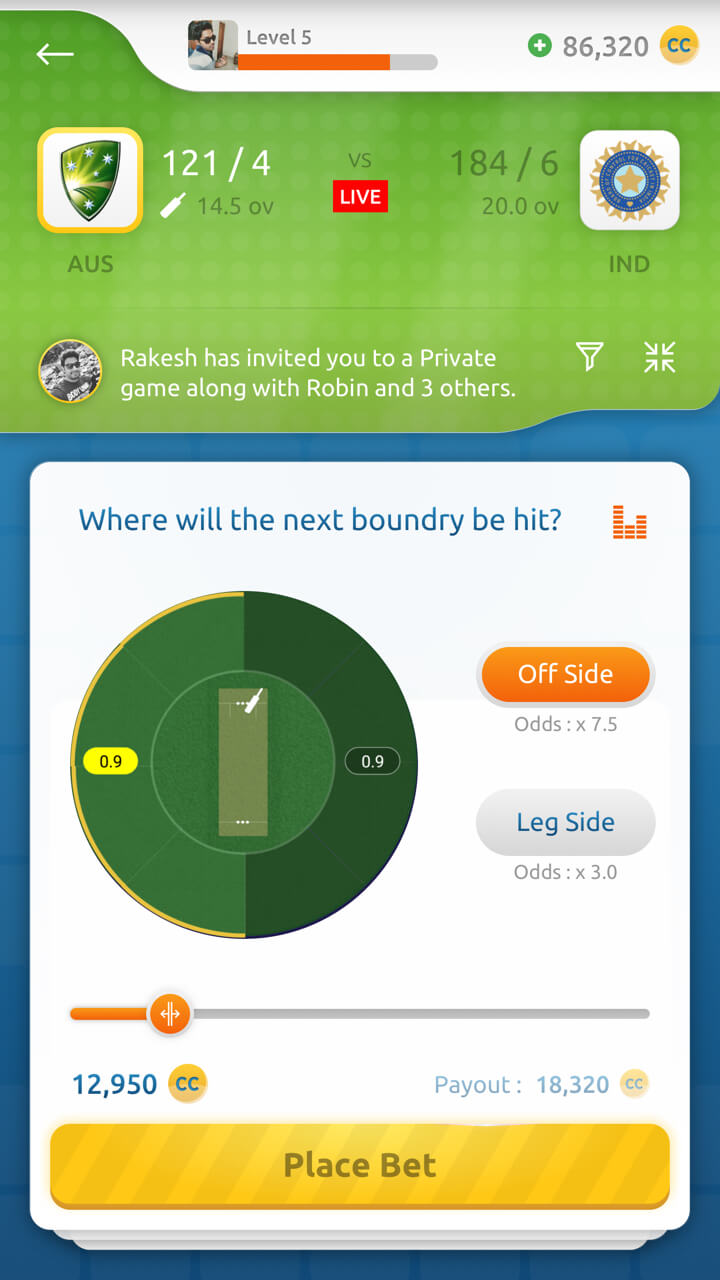 Level 5
86,320 CC
121 / 4
VS
184 / 6
14.5 ov
LIVE
20.0 ov
AUS
IND
Rakesh has invited you to a Private
game along with Robin and 3 others.
Where will the next boundry be hit?
Off Side
Odds : x 7.5
0.9
0.9
Leg Side
Odds : x 3.0
12,950 CC
Payout : 18,320 CC
Place Bet